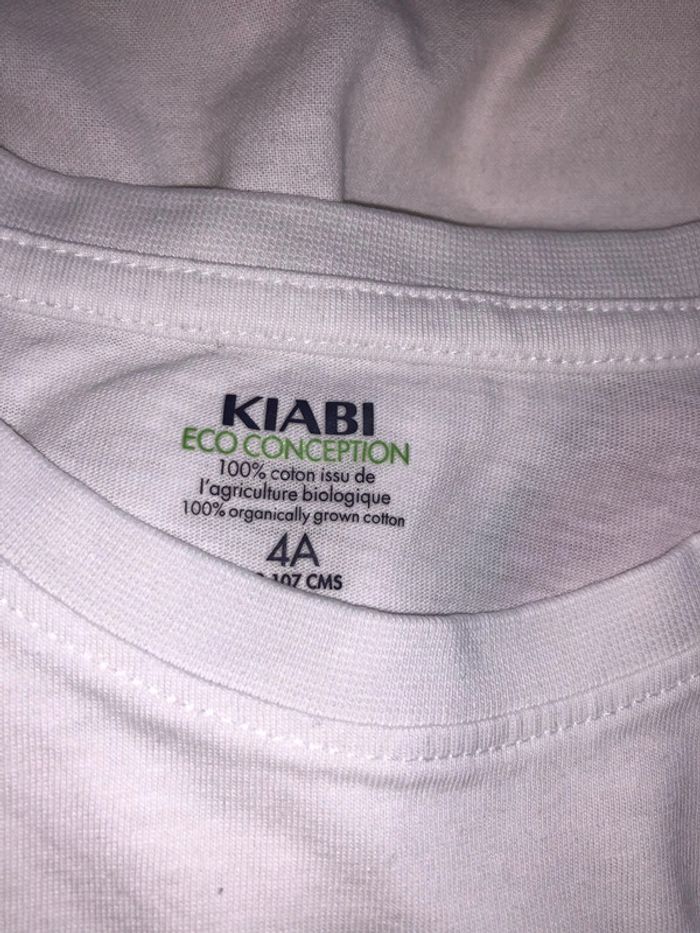 KIABI
ECO CONCEPTION
100% coton issu de
l'agriculture biologique
100% organically grown cotton
4A
107 CMS